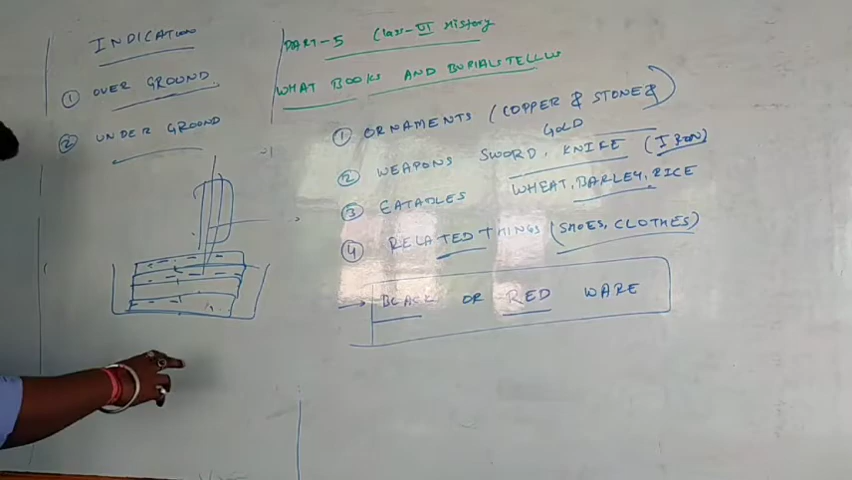 INDICATION
① OVER GROUND.
② UNDER GROUND
PART-5 Class-VI History
WHAT BOOKS AND BURIALS TELL US
① ORNAMENTS (COPPER & STONE &
GOLD
② WEAPONS SWORD, KNIFE (IRON)
③ EATABLES WHEAT, BARLEY, RICE
④ RELATED THINGS (SHOES, CLOTHES)
→ BLACK OR RED WARE